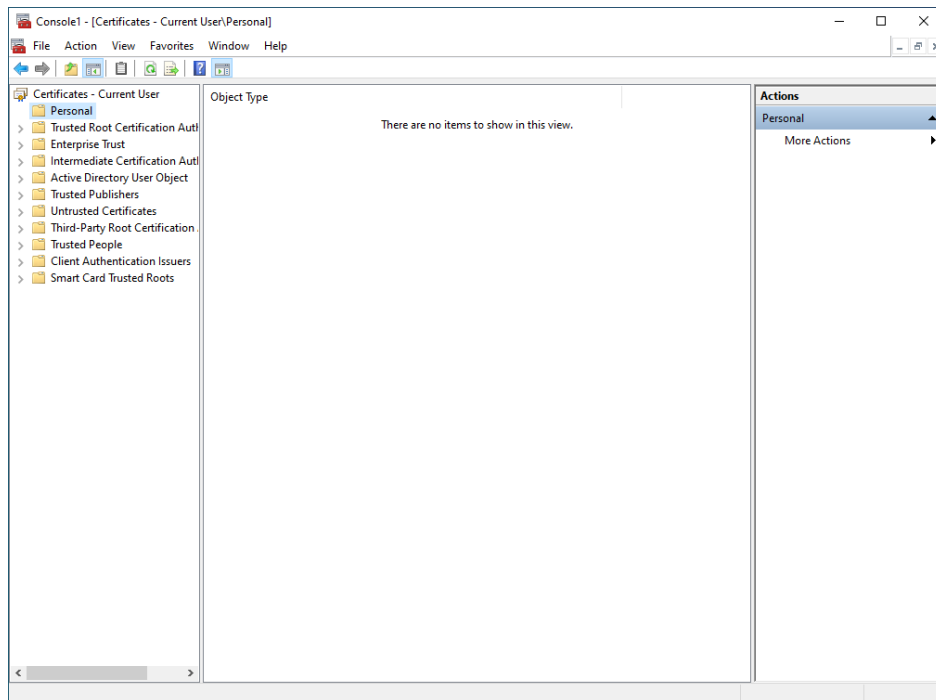 Console1 - [Certificates - Current User\Personal]
File Action View Favorites Window Help
Certificates - Current User
Personal
Trusted Root Certification Auth
Enterprise Trust
Intermediate Certification Auth
Active Directory User Object
Trusted Publishers
Untrusted Certificates
Third-Party Root Certification
Trusted People
Client Authentication Issuers
Smart Card Trusted Roots
Object Type
There are no items to show in this view.
Actions
Personal
More Actions